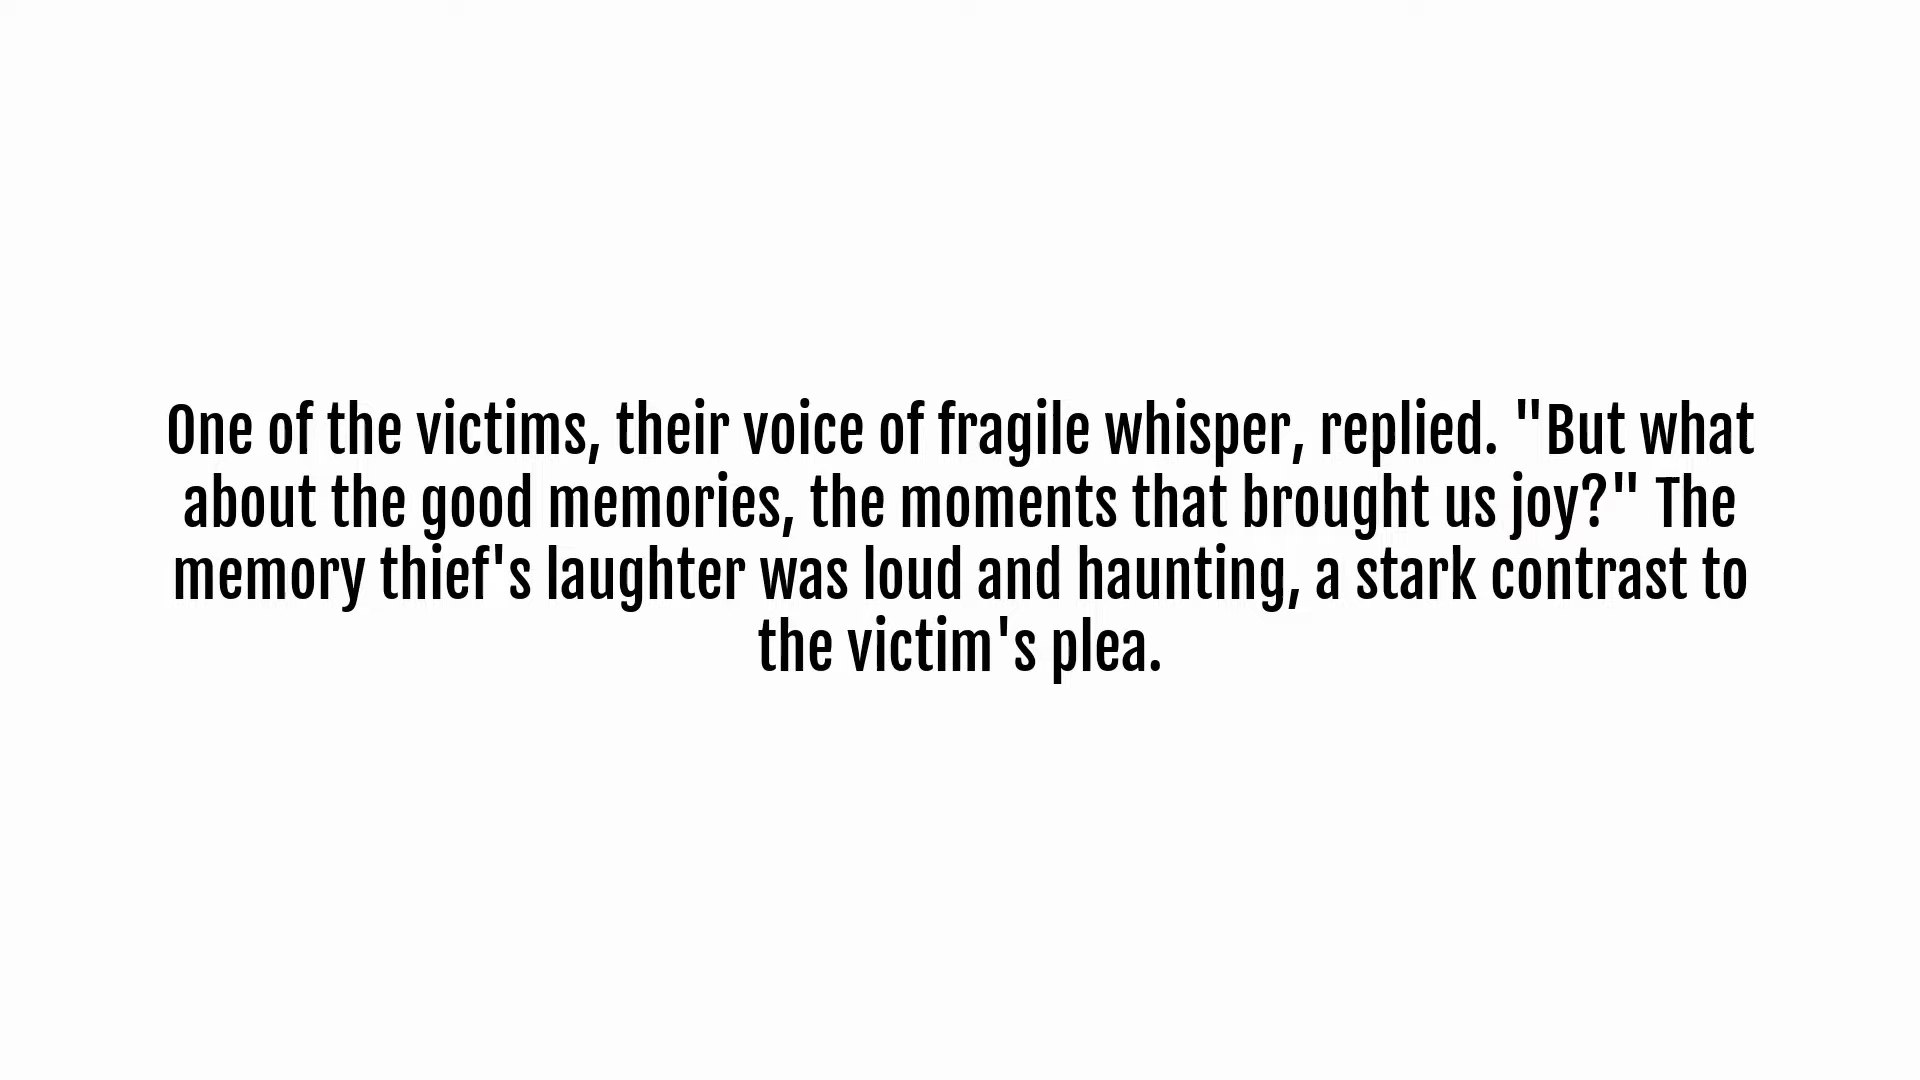 One of the victims, their voice of fragile whisper, replied. "But what
about the good memories, the moments that brought us joy?" The
memory thief's laughter was loud and haunting, a stark contrast to
the victim's plea.